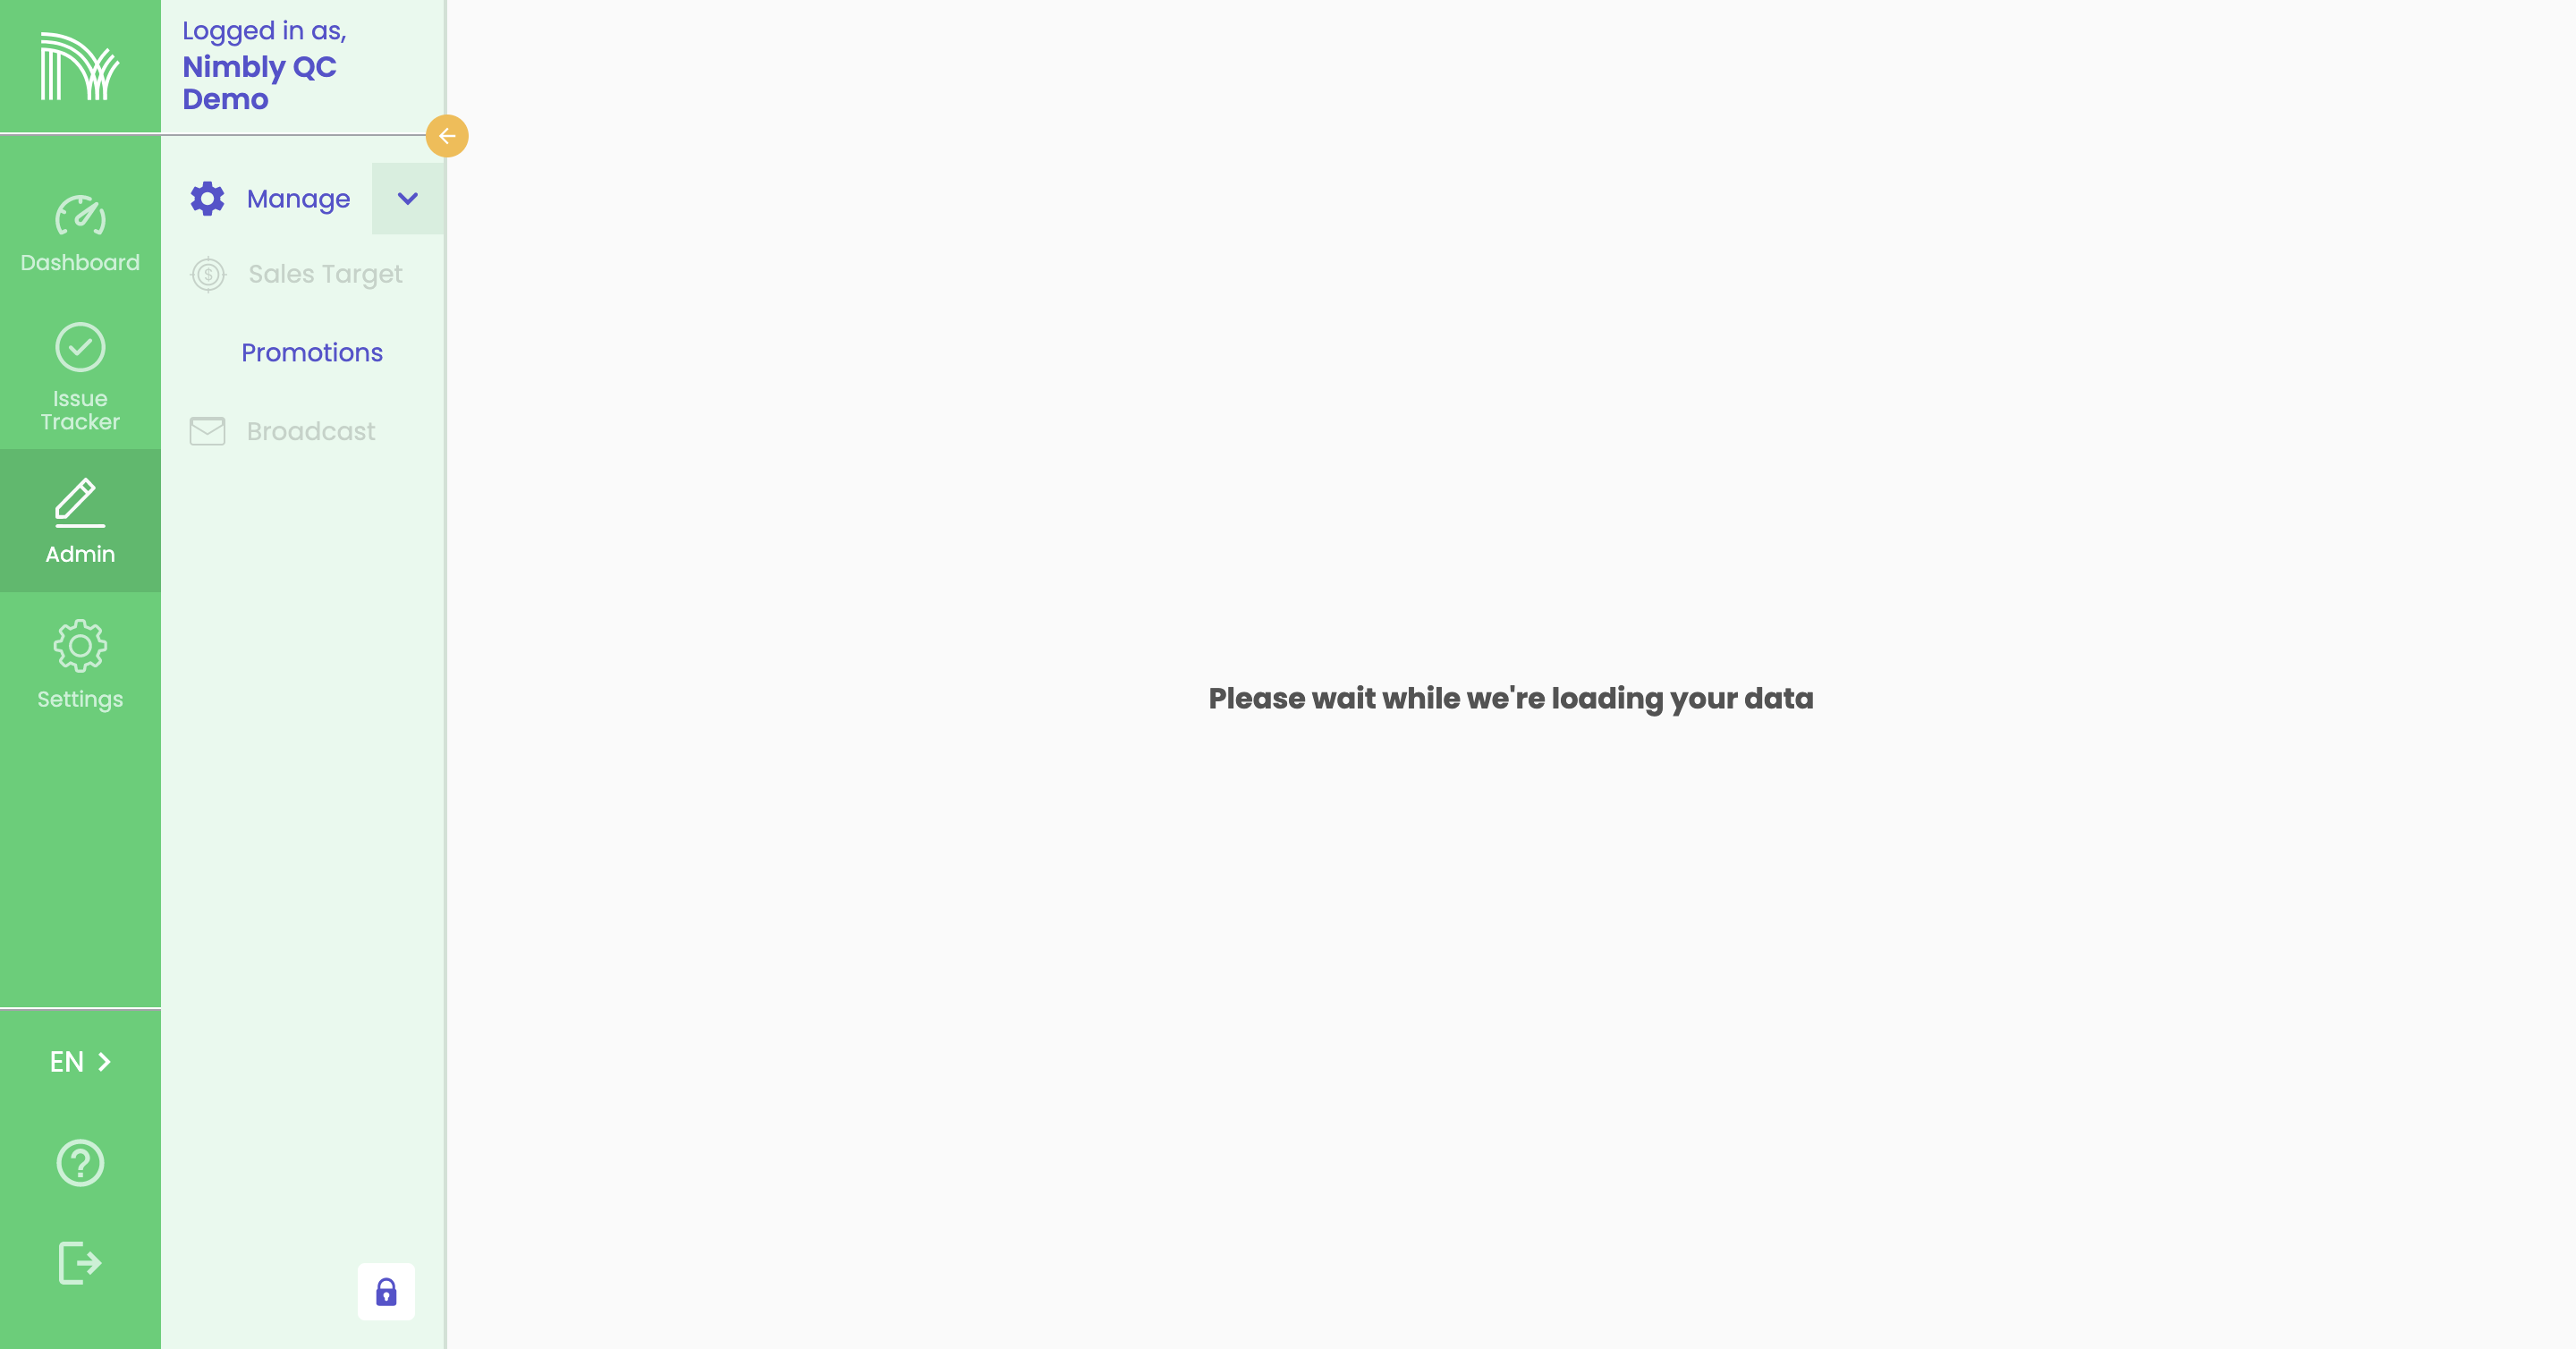 Logged in as,
Nimbly QC
Demo
Dashboard
Issue
Tracker
Admin
Settings
EN
Manage
Sales Target
Promotions
Broadcast
Please wait while we're loading your data